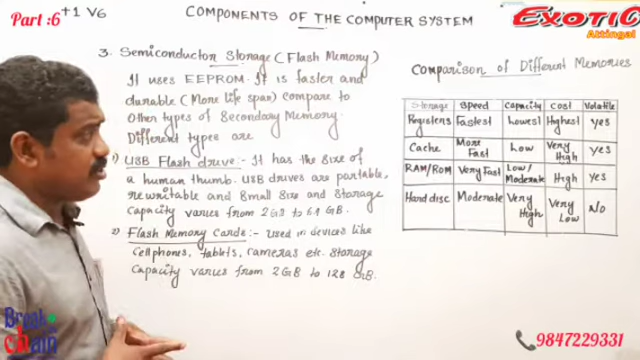 Part :6
+1 V6
COMPONENTS OF THE COMPUTER SYSTEM
EXOTIC
Attingal
3. Semiconductor Storage (Flash Memory)
It uses EEPROM. It is faster and
durable (More life span) compare to
other types of Secondary Memory.
Different types are
1) USB Flash drive :- It has the size of
a human thumb. USB drives are portable,
rewritable and small size and storage
capacity varies from 2GB to 64 GB.
2) Flash Memory Cards :- used in devices like
cellphones, tablets, cameras etc. storage
capacity varies from 2GB to 128 GB.
Comparison of Different Memories
Storage Speed Capacity Cost Volatile
Registers Fastest Lowest Highest Yes
Cache More Fast Low Very High Yes
RAM/ROM Very Fast Low/Moderate High Yes
Hard disc Moderate Very High Very Low No
Break
chain
9847229331